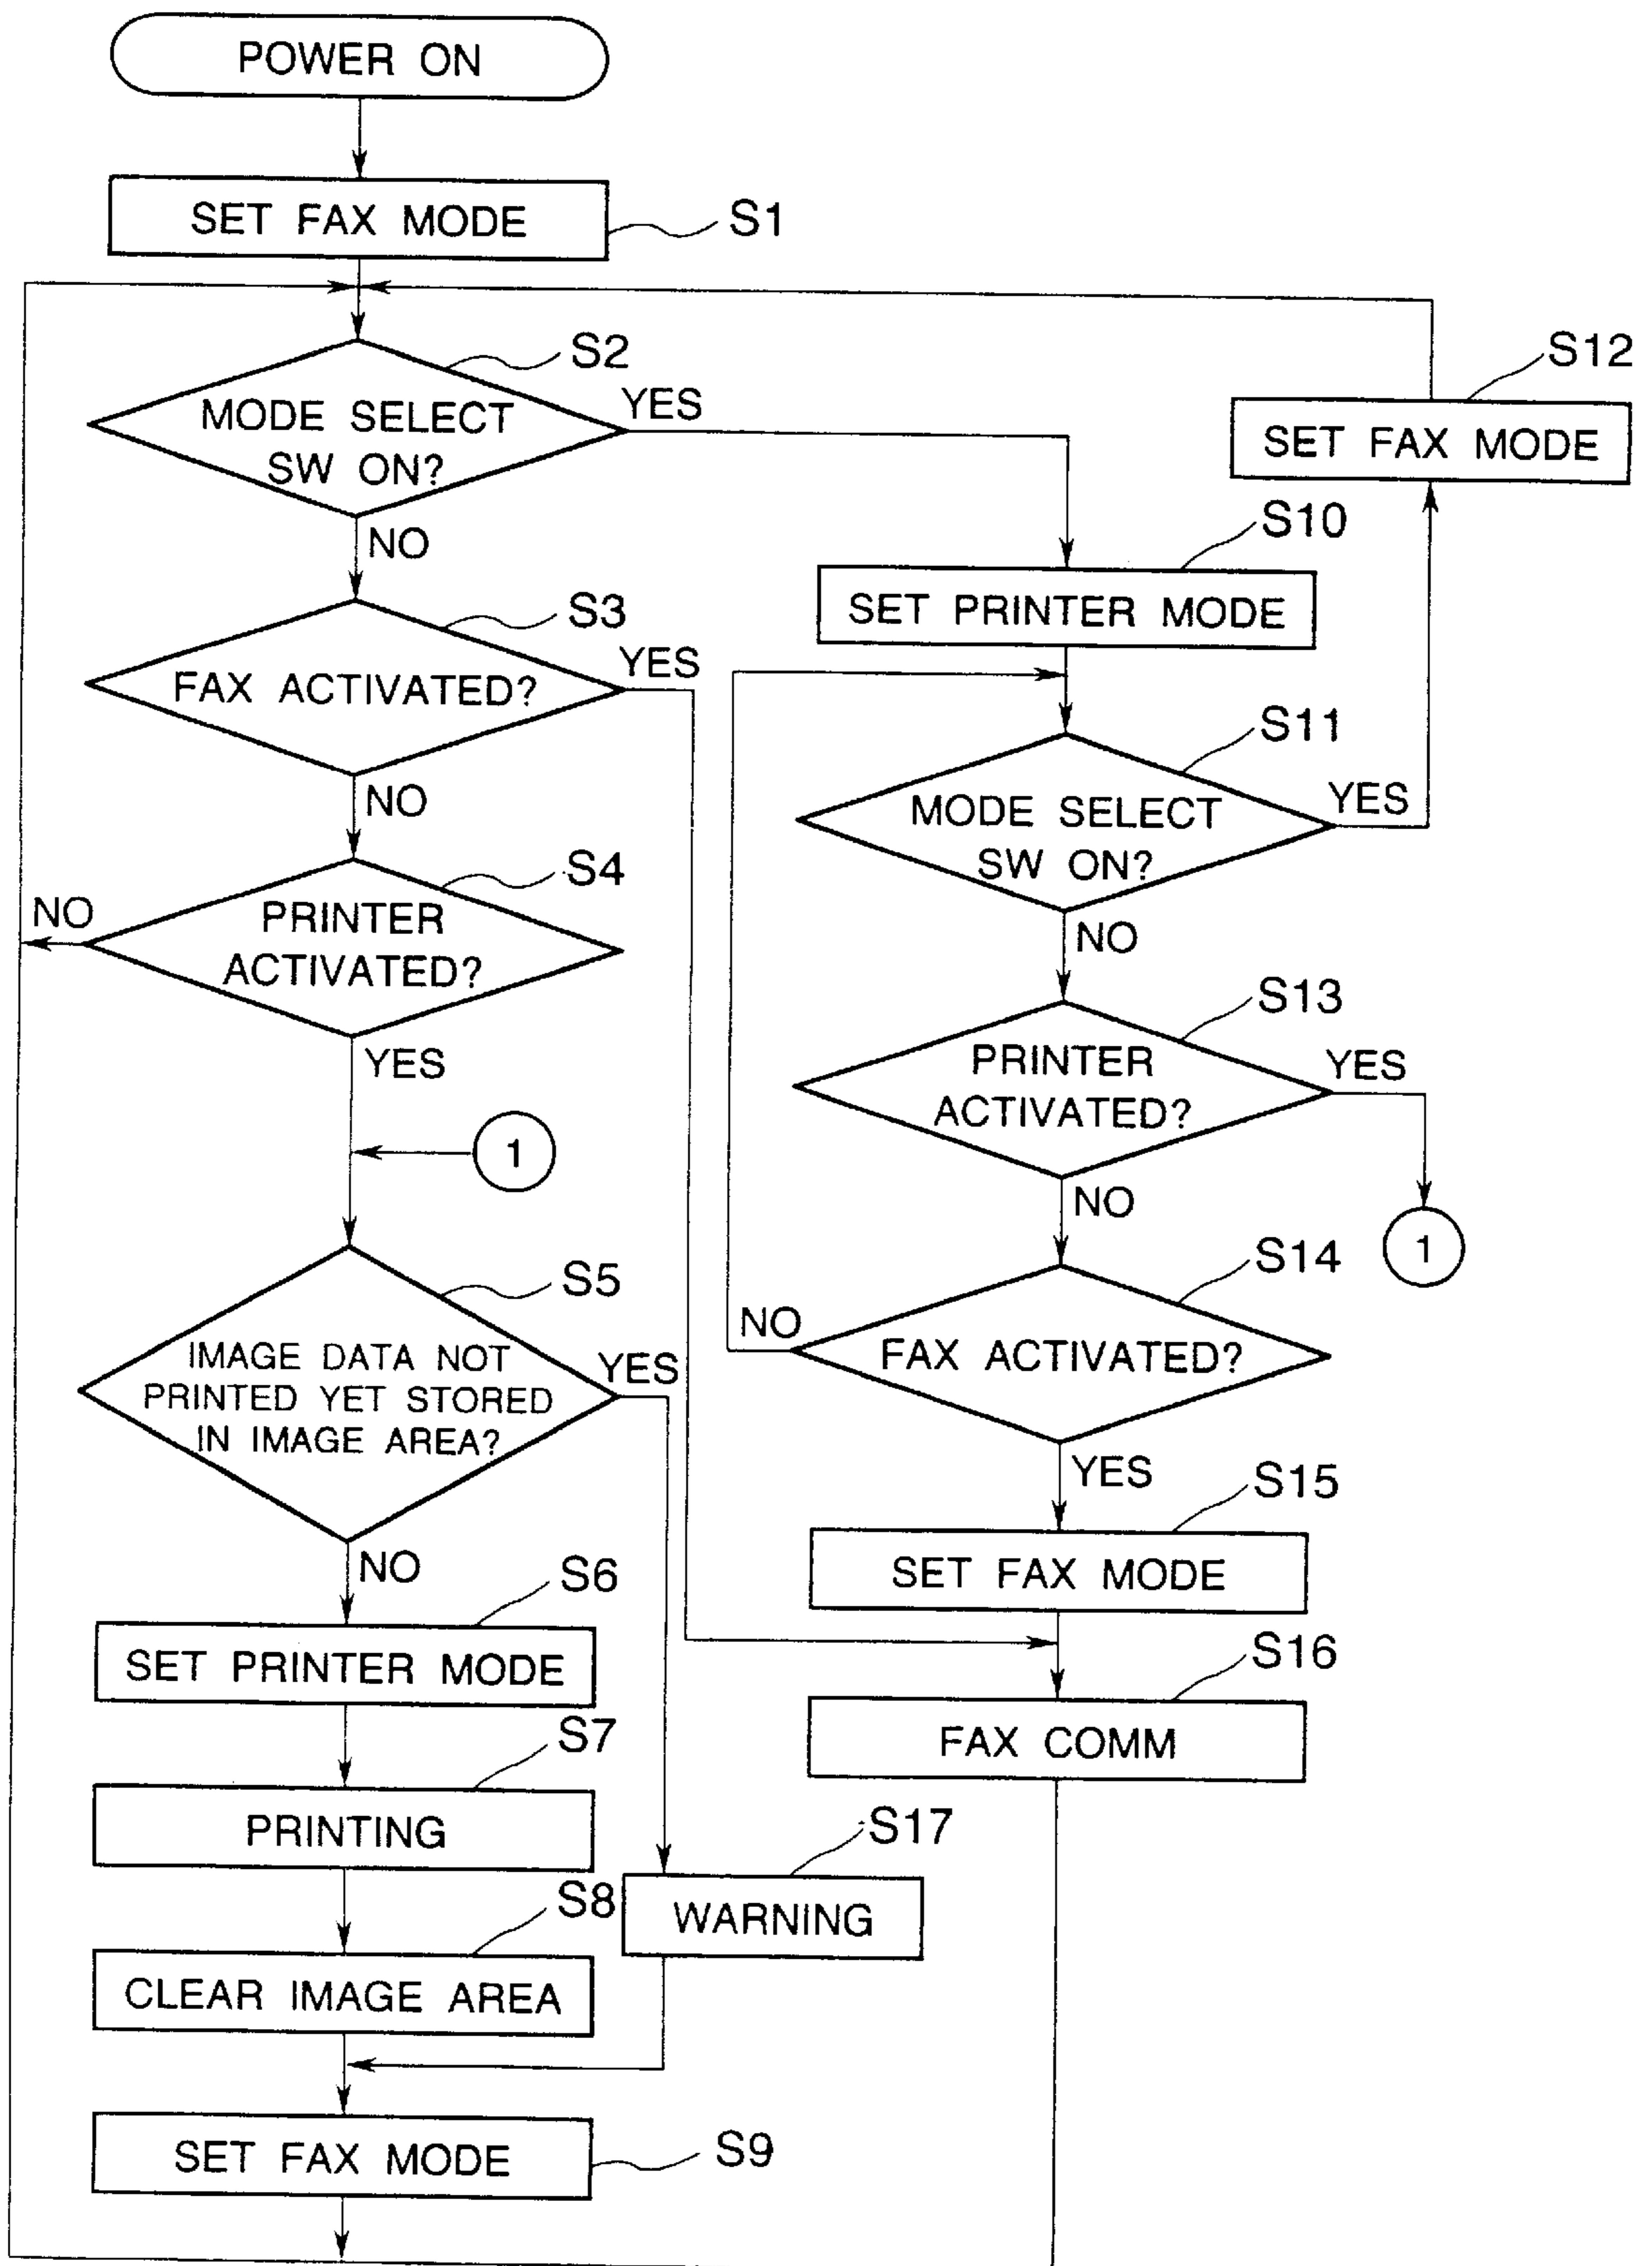 POWER ON
SET FAX MODE
S1
S2
MODE SELECT
SW ON?
YES
NO
S3
FAX ACTIVATED?
YES
NO
S4
PRINTER
ACTIVATED?
NO
YES
1
S5
IMAGE DATA NOT
PRINTED YET STORED
IN IMAGE AREA?
YES
NO
S6
SET PRINTER MODE
S7
PRINTING
S8
CLEAR IMAGE AREA
S17
WARNING
SET FAX MODE
S9
S12
SET FAX MODE
S10
SET PRINTER MODE
S11
MODE SELECT
SW ON?
YES
NO
S13
PRINTER
ACTIVATED?
YES
NO
1
S14
FAX ACTIVATED?
NO
YES
S15
SET FAX MODE
S16
FAX COMM